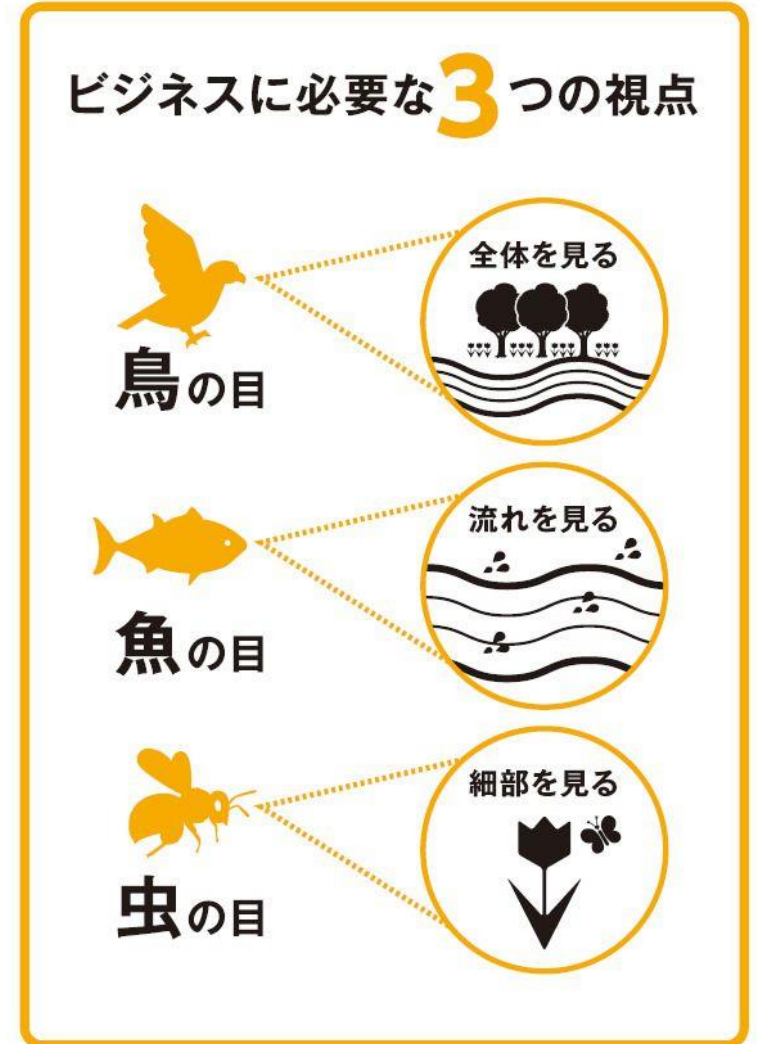 ビジネスに必要な3つの視点
全体を見る
鳥の目
流れを見る
魚の目
細部を見る
虫の目